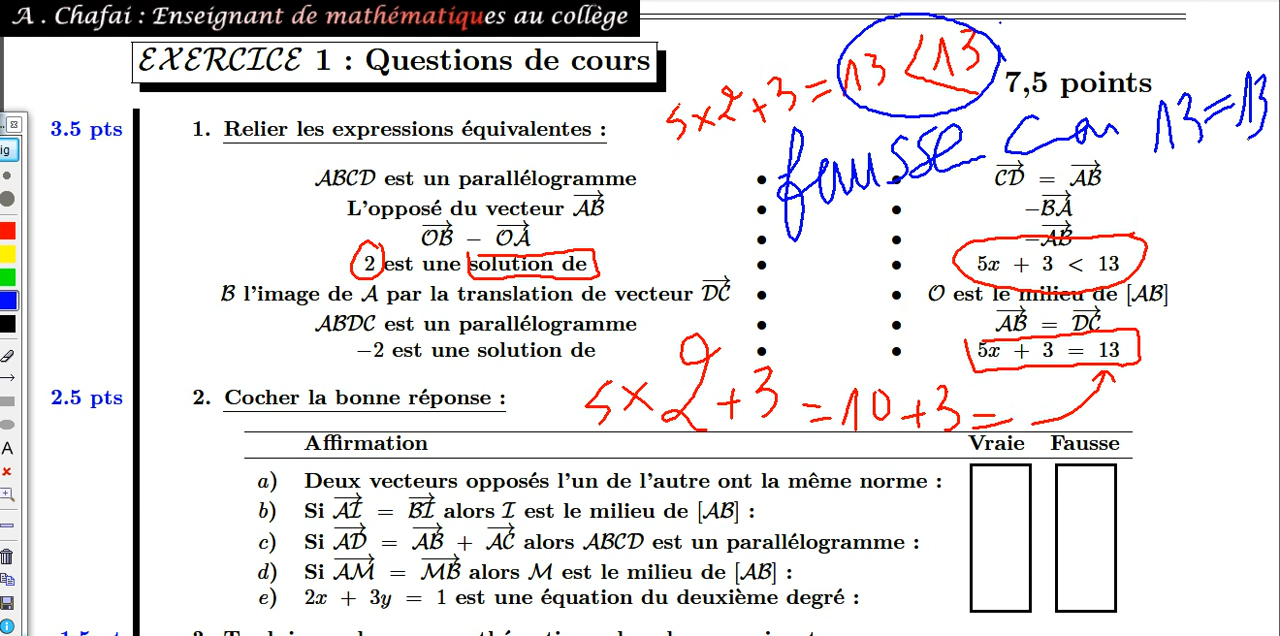 A . Chafai : Enseignant de mathématiques au collège
EXERCICE 1 : Questions de cours
7,5 points
5 × 2 + 3 = 13 < 13
fausse car 13 = 13
3.5 pts
1. Relier les expressions équivalentes :
ABCD est un parallélogramme • • CD = AB
L'opposé du vecteur AB • • −BA
OB − OA • • −AB
2 est une solution de • • 5x + 3 < 13
B l'image de A par la translation de vecteur DC • • O est le milieu de [AB]
ABDC est un parallélogramme • • AB = DC
−2 est une solution de • • 5x + 3 = 13
2
5 × 2 + 3 = 10 + 3 =
2.5 pts
2. Cocher la bonne réponse :
Affirmation Vraie Fausse
a) Deux vecteurs opposés l'un de l'autre ont la même norme :
b) Si AI = BI alors I est le milieu de [AB] :
c) Si AD = AB + AC alors ABCD est un parallélogramme :
d) Si AM = MB alors M est le milieu de [AB] :
e) 2x + 3y = 1 est une équation du deuxième degré :